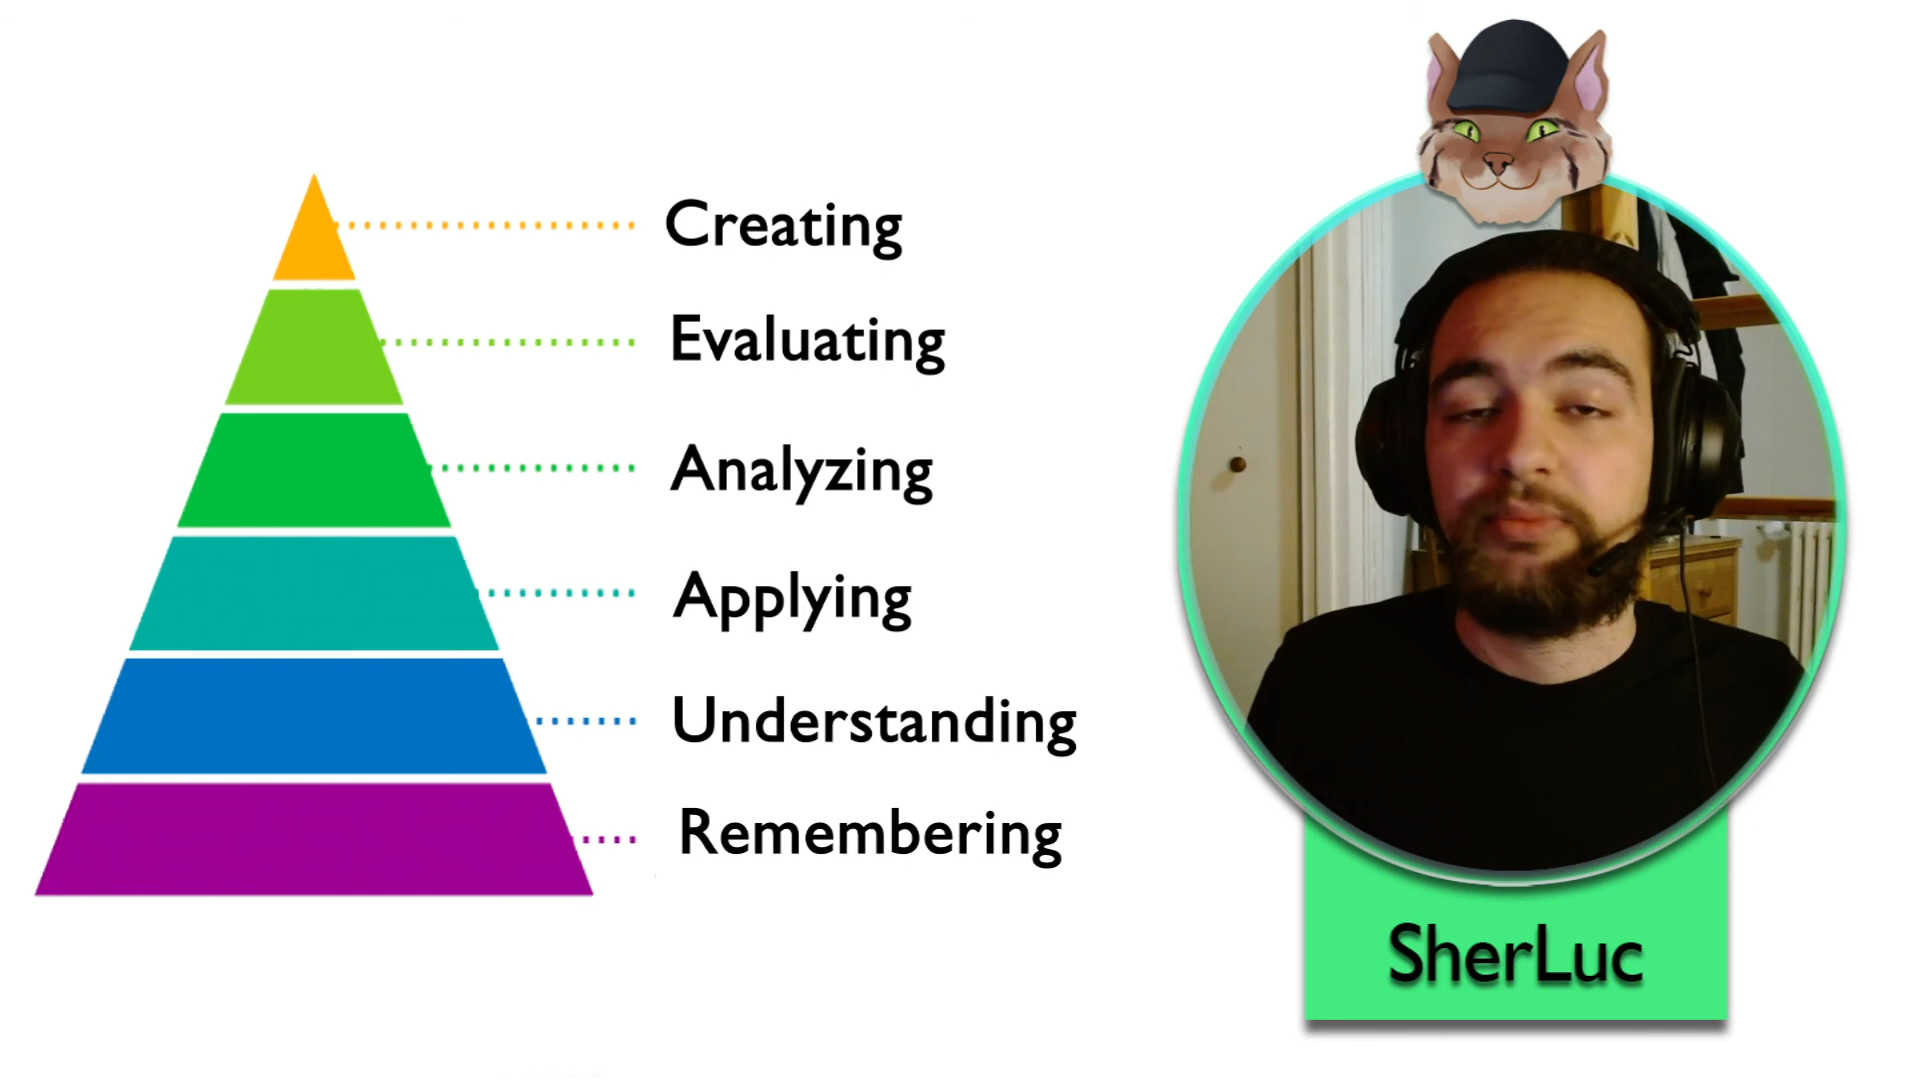 Creating
Evaluating
Analyzing
Applying
Understanding
Remembering
SherLuc